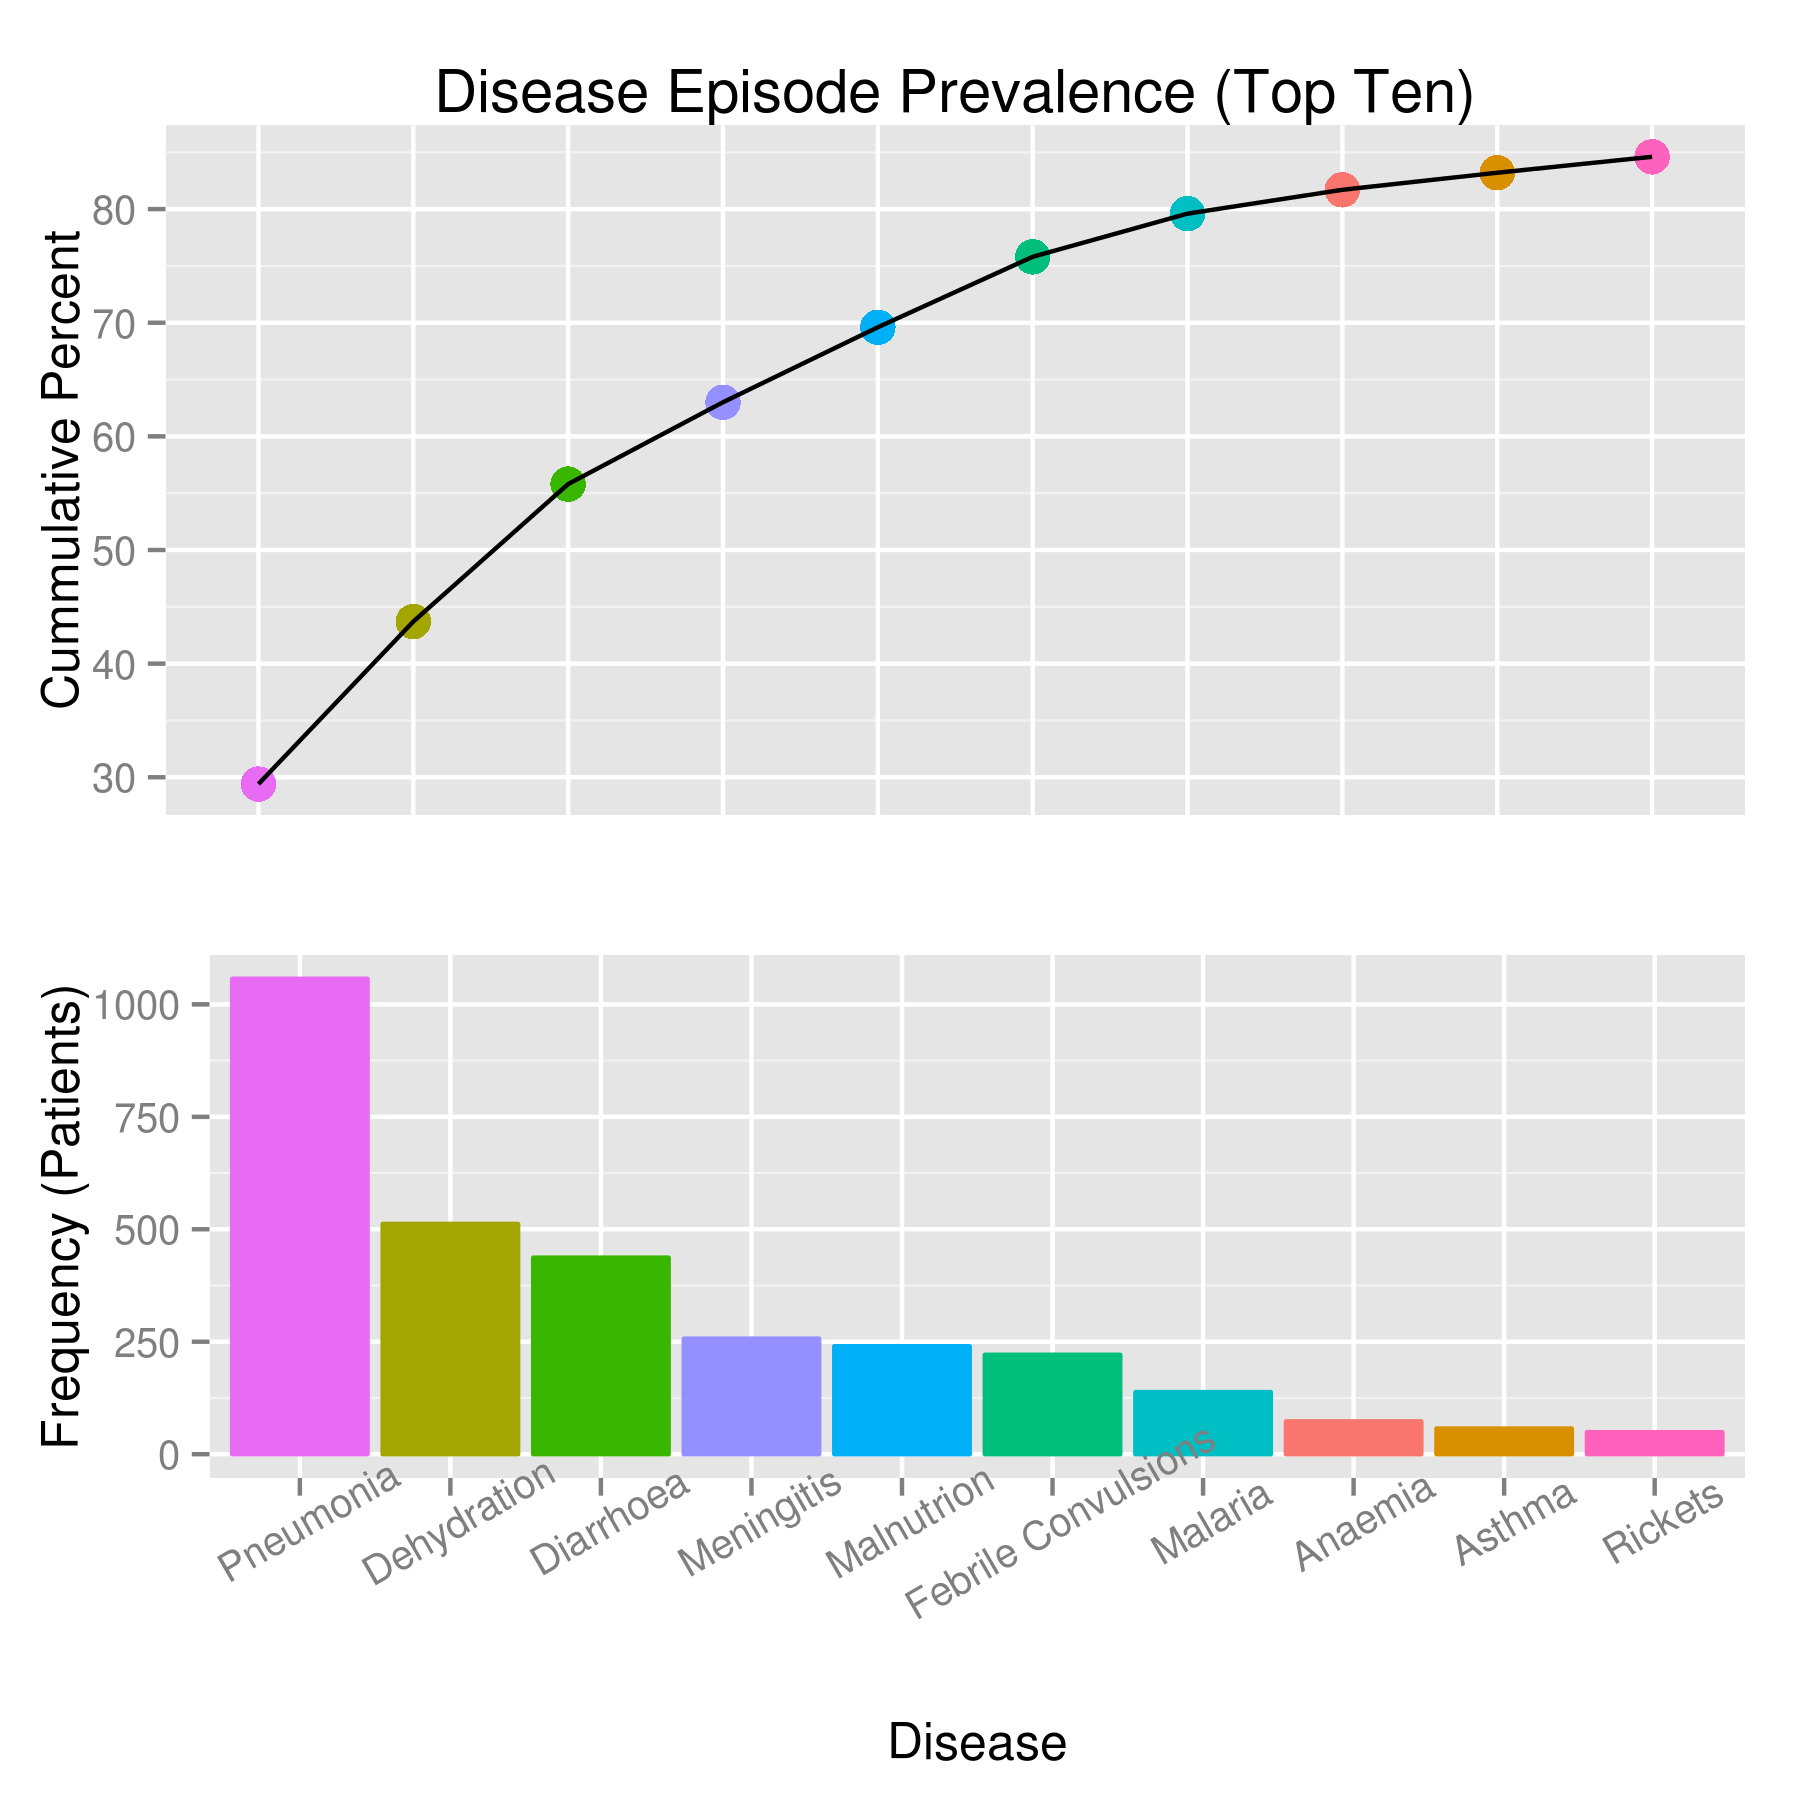 Disease Episode Prevalence (Top Ten)
Cummulative Percent
80
70
60
50
40
30
Frequency (Patients)
1000
750
500
250
0
Pneumonia
Dehydration
Diarrhoea
Meningitis
Malnutrion
Febrile Convulsions
Malaria
Anaemia
Asthma
Rickets
Disease